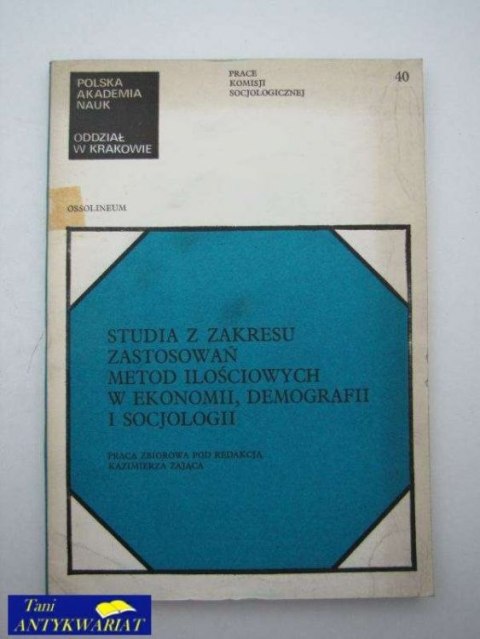 POLSKA
AKADEMIA
NAUK
ODDZIAŁ
W KRAKOWIE
PRACE
KOMISJI
SOCJOLOGICZNEJ
40
OSSOLINEUM
STUDIA Z ZAKRESU
ZASTOSOWAŃ
METOD ILOŚCIOWYCH
W EKONOMII, DEMOGRAFII
I SOCJOLOGII
PRACA ZBIOROWA POD REDAKCJĄ
KAZIMIERZA ZAJĄCA
Tani
ANTYKWARIAT